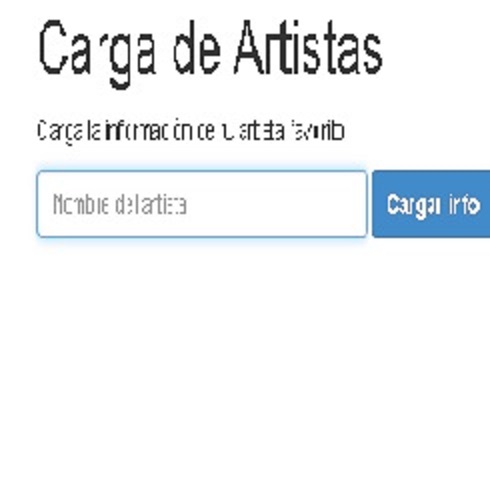 Carga de Artistas
Carga la información de tu artista favorito
Nombre del artista
Cargar info